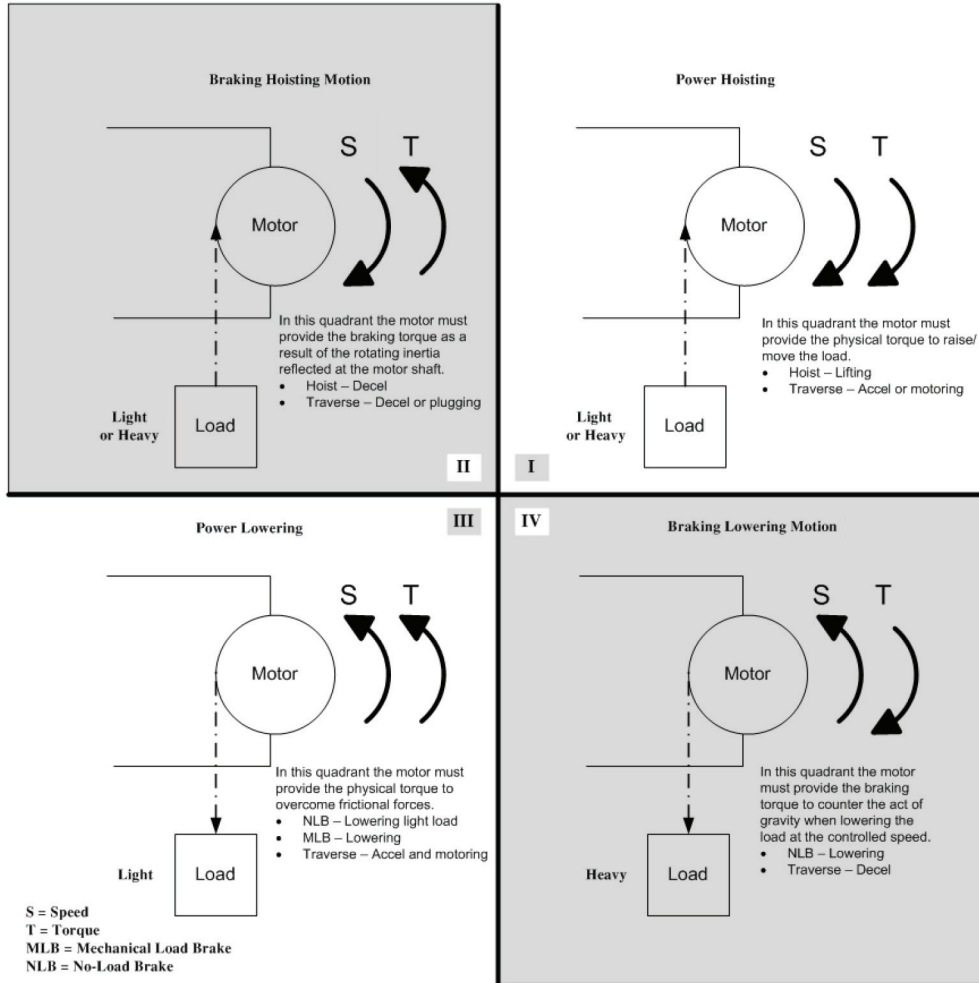 Braking Hoisting Motion
S T
Motor
In this quadrant the motor must
provide the braking torque as a
result of the rotating inertia
reflected at the motor shaft.
• Hoist – Decel
• Traverse – Decel or plugging
Light
or Heavy
Load
II
Power Hoisting
S T
Motor
In this quadrant the motor must
provide the physical torque to raise/
move the load.
• Hoist – Lifting
• Traverse – Accel or motoring
Light
or Heavy
Load
I
Power Lowering
III
S T
Motor
In this quadrant the motor must
provide the physical torque to
overcome frictional forces.
• NLB – Lowering light load
• MLB – Lowering
• Traverse – Accel and motoring
Light
Load
S = Speed
T = Torque
MLB = Mechanical Load Brake
NLB = No-Load Brake
IV
Braking Lowering Motion
S T
Motor
In this quadrant the motor
must provide the braking
torque to counter the act of
gravity when lowering the
load at the controlled speed.
• NLB – Lowering
• Traverse – Decel
Heavy
Load